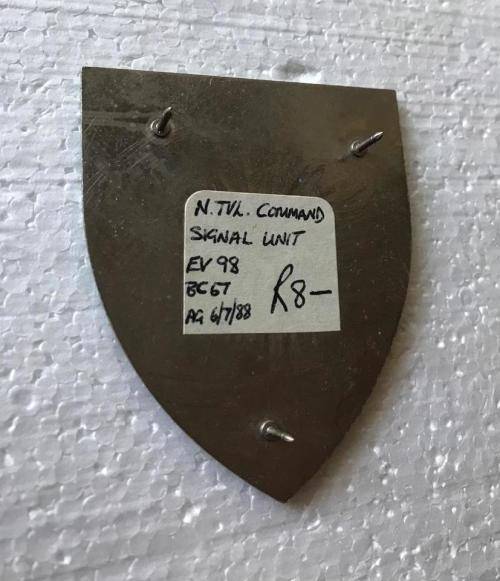 N. TVL. COMMAND
SIGNAL UNIT
EV 98
BC 67
AG 6/7/88
R8—